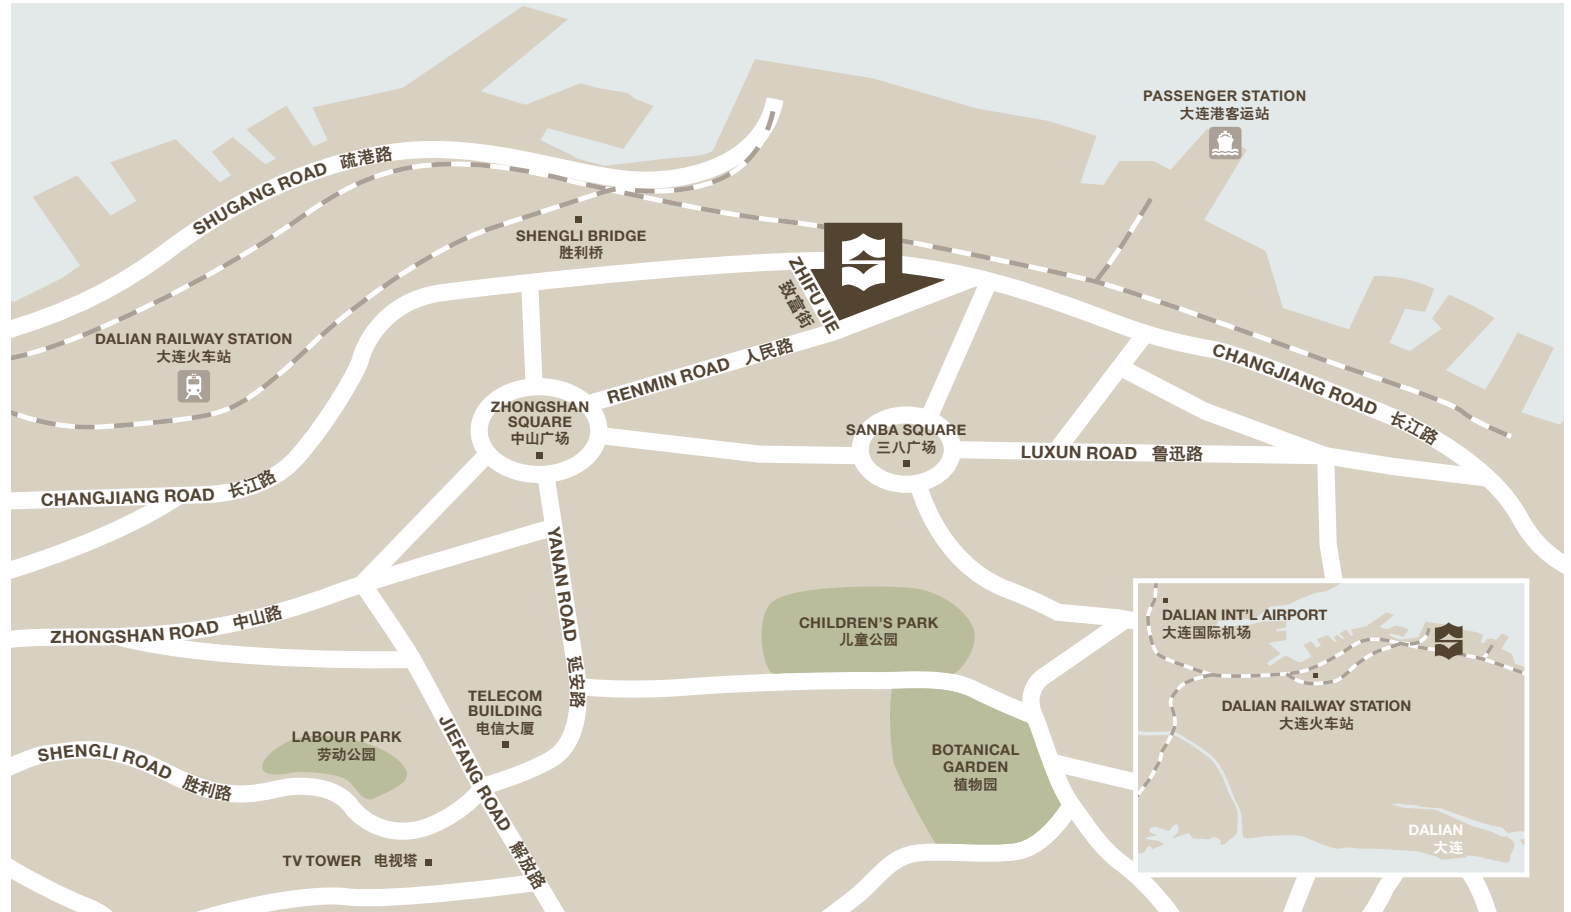 PASSENGER STATION
大连港客运站
SHUGANG ROAD 疏港路
SHENGLI BRIDGE
胜利桥
ZHIFU JIE
致富街
DALIAN RAILWAY STATION
大连火车站
RENMIN ROAD 人民路
CHANGJIANG ROAD 长江路
ZHONGSHAN
SQUARE
中山广场
SANBA SQUARE
三八广场
LUXUN ROAD 鲁迅路
CHANGJIANG ROAD 长江路
YANAN ROAD 延安路
ZHONGSHAN ROAD 中山路
CHILDREN'S PARK
儿童公园
DALIAN INT'L AIRPORT
大连国际机场
TELECOM
BUILDING
电信大厦
DALIAN RAILWAY STATION
大连火车站
LABOUR PARK
劳动公园
JIEFANG ROAD 解放路
SHENGLI ROAD 胜利路
BOTANICAL
GARDEN
植物园
DALIAN
大连
TV TOWER 电视塔